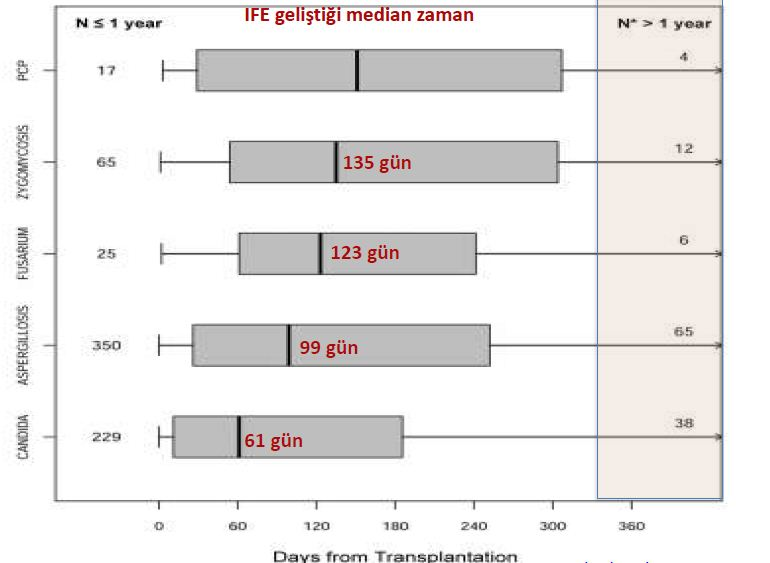 IFE geliştiği median zaman
N ≤ 1 year
N* > 1 year
PCP
17
4
ZYGOMYCOSIS
65
135 gün
12
FUSARIUM
25
123 gün
6
ASPERGILLOSIS
350
99 gün
65
CANDIDA
229
61 gün
38
0 60 120 180 240 300 360
Days from Transplantation